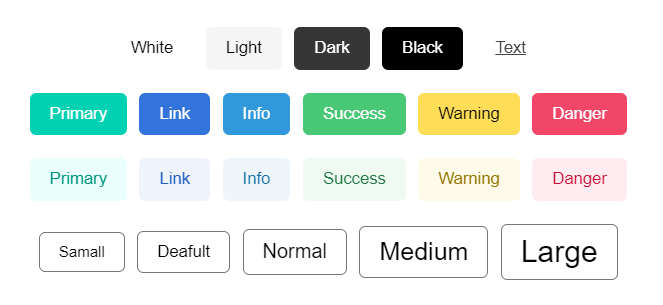 White Light Dark Black Text
Primary Link Info Success Warning Danger
Primary Link Info Success Warning Danger
Samall Deafult Normal Medium Large